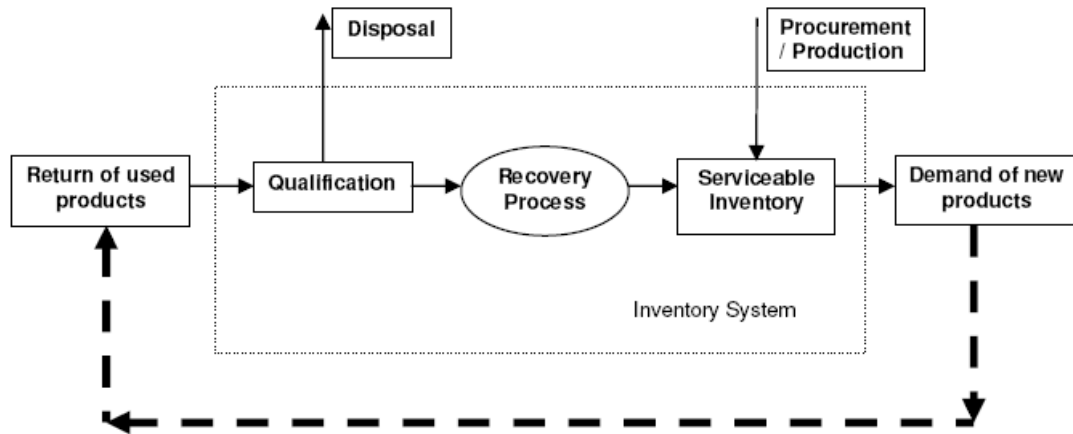 Disposal
Procurement
/ Production
Return of used
products
Qualification
Recovery
Process
Serviceable
Inventory
Demand of new
products
Inventory System